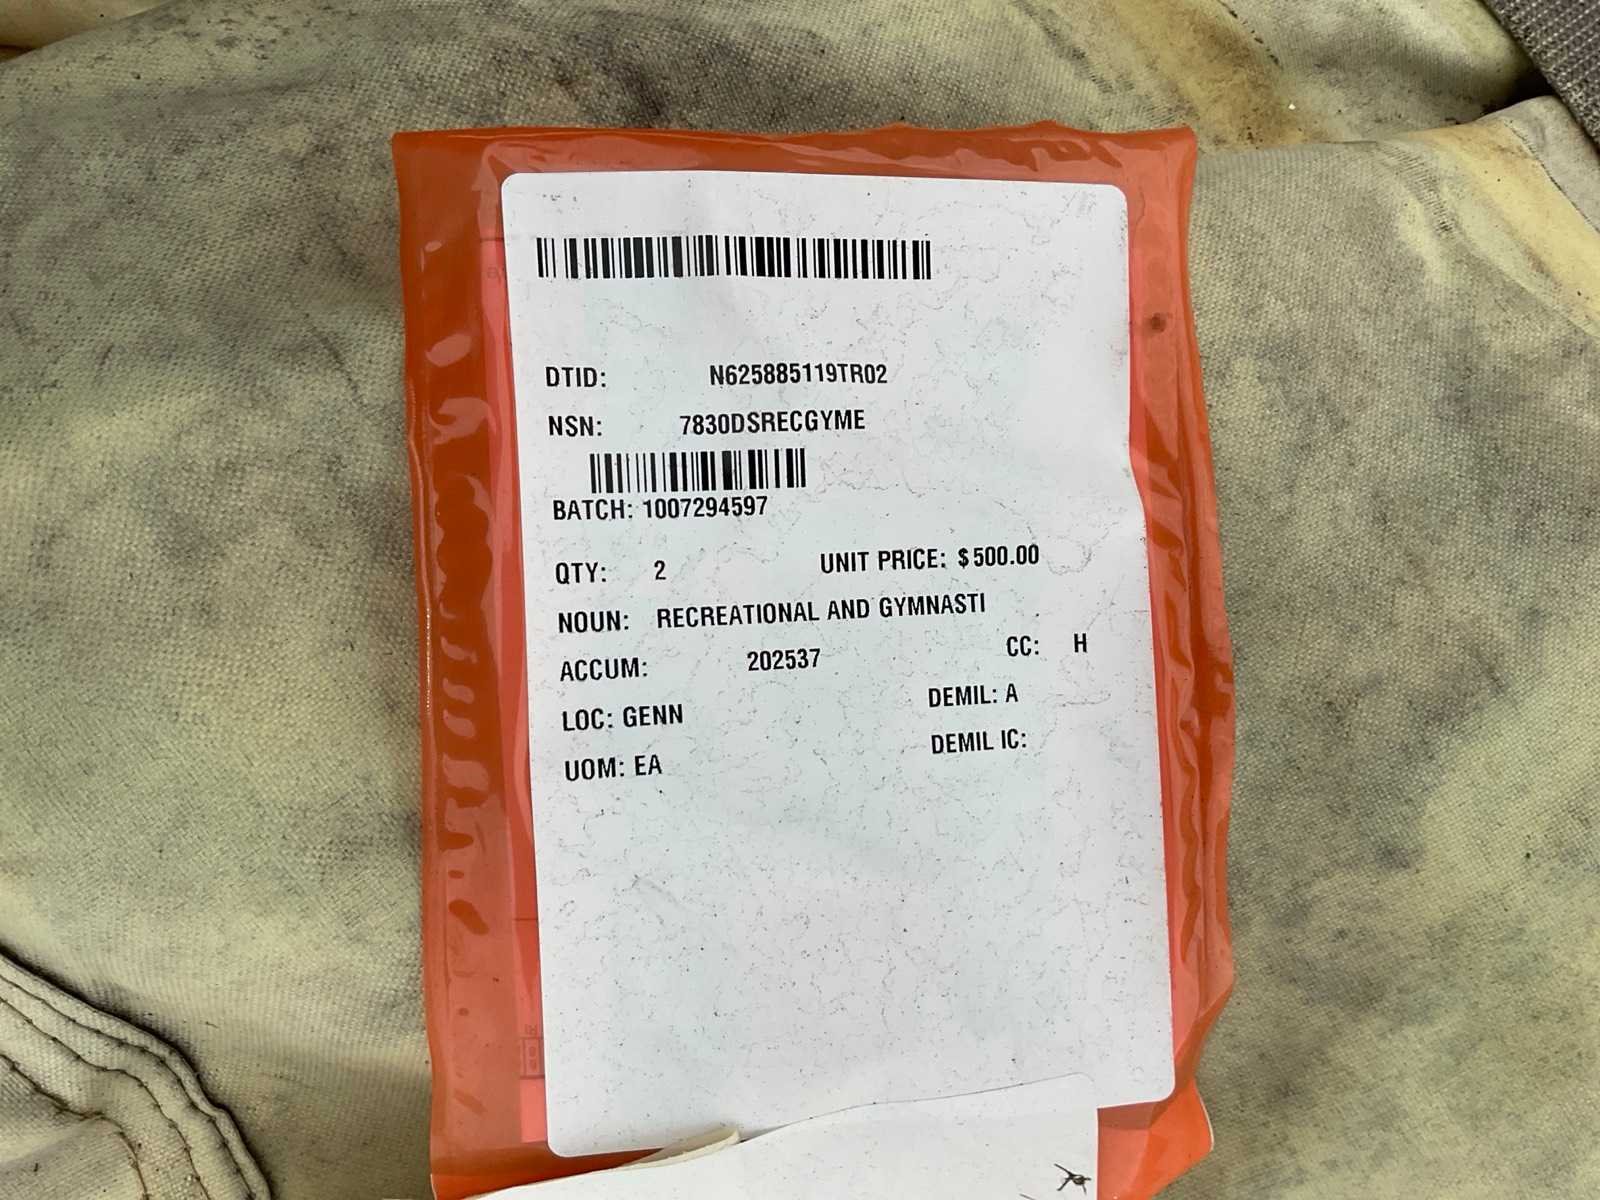 DTID: N625885119TR02
NSN: 7830DSRECGYME
BATCH: 1007294597
QTY: 2 UNIT PRICE: $500.00
NOUN: RECREATIONAL AND GYMNASTI
ACCUM: 202537 CC: H
LOC: GENN DEMIL: A
UOM: EA DEMIL IC: